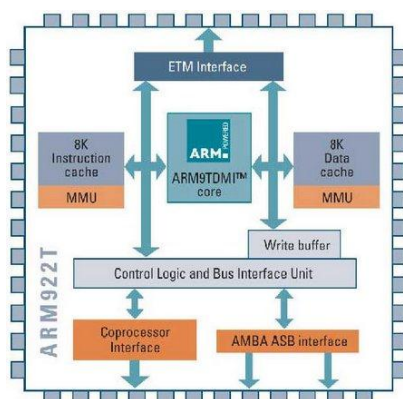 ETM Interface
8K
Instruction cache
MMU
ARM POWERED
ARM9TDMI™
core
8K
Data
cache
MMU
Write buffer
Control Logic and Bus Interface Unit
Coprocessor
Interface
AMBA ASB interface
ARM922T